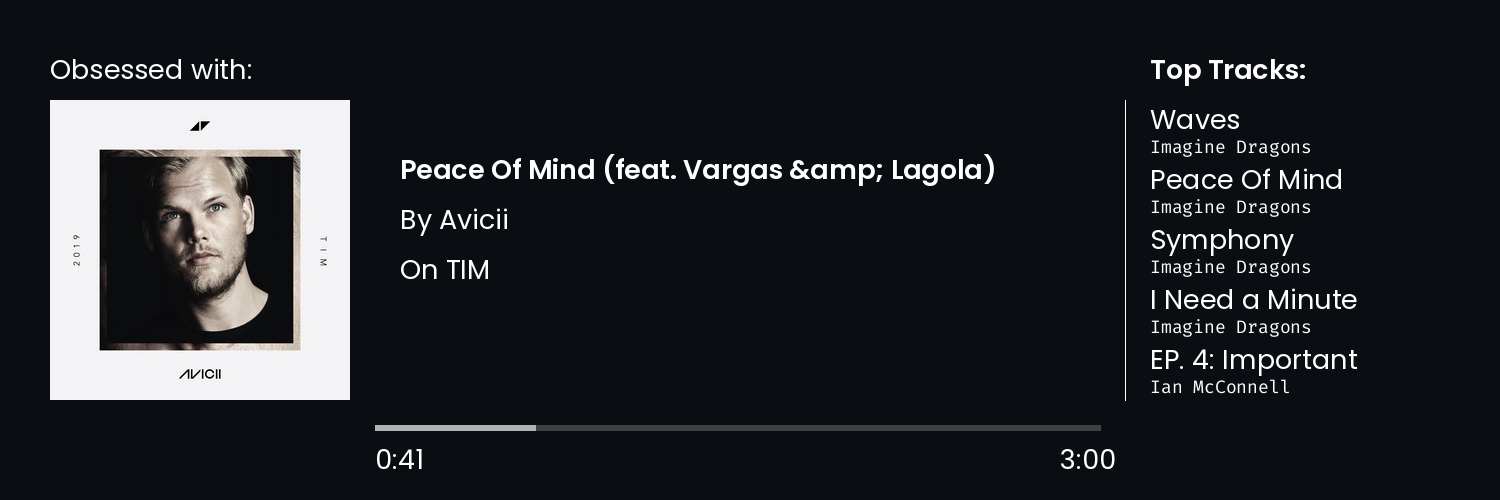 Obsessed with:
2019
TIM
AVICII
Peace Of Mind (feat. Vargas &amp;amp; Lagola)
By Avicii
On TIM
0:41
3:00
Top Tracks:
Waves
Imagine Dragons
Peace Of Mind
Imagine Dragons
Symphony
Imagine Dragons
I Need a Minute
Imagine Dragons
EP. 4: Important
Ian McConnell